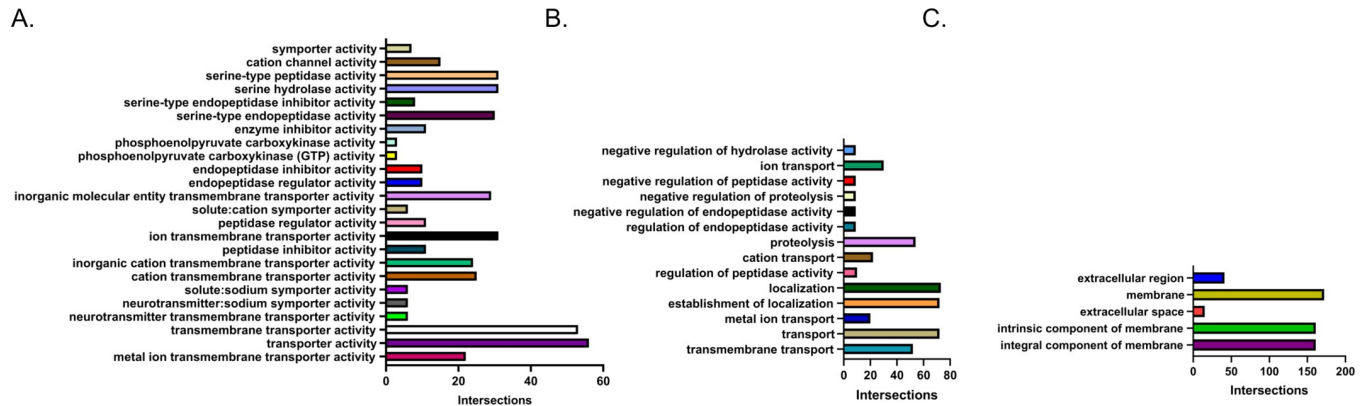 A.
symporter activity
cation channel activity
serine-type peptidase activity
serine hydrolase activity
serine-type endopeptidase inhibitor activity
serine-type endopeptidase activity
enzyme inhibitor activity
phosphoenolpyruvate carboxykinase activity
phosphoenolpyruvate carboxykinase (GTP) activity
endopeptidase inhibitor activity
endopeptidase regulator activity
inorganic molecular entity transmembrane transporter activity
solute:cation symporter activity
peptidase regulator activity
ion transmembrane transporter activity
peptidase inhibitor activity
inorganic cation transmembrane transporter activity
cation transmembrane transporter activity
solute:sodium symporter activity
neurotransmitter:sodium symporter activity
neurotransmitter transmembrane transporter activity
transmembrane transporter activity
transporter activity
metal ion transmembrane transporter activity
0 20 40 60
Intersections
B.
negative regulation of hydrolase activity
ion transport
negative regulation of peptidase activity
negative regulation of proteolysis
negative regulation of endopeptidase activity
regulation of endopeptidase activity
proteolysis
cation transport
regulation of peptidase activity
localization
establishment of localization
metal ion transport
transport
transmembrane transport
0 20 40 60 80
Intersections
C.
extracellular region
membrane
extracellular space
intrinsic component of membrane
integral component of membrane
0 50 100 150 200
Intersections